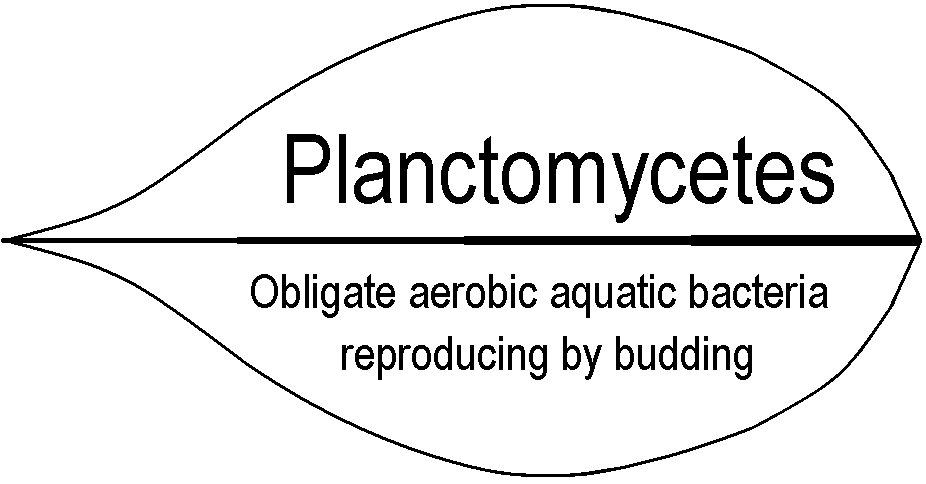 Planctomycetes
Obligate aerobic aquatic bacteria
reproducing by budding